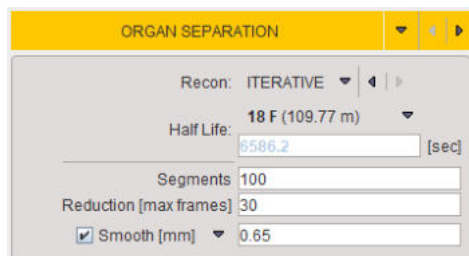 ORGAN SEPARATION
Recon: ITERATIVE
18 F (109.77 m)
Half Life:
6586.2 [sec]
Segments 100
Reduction [max frames] 30
Smooth [mm] 0.65